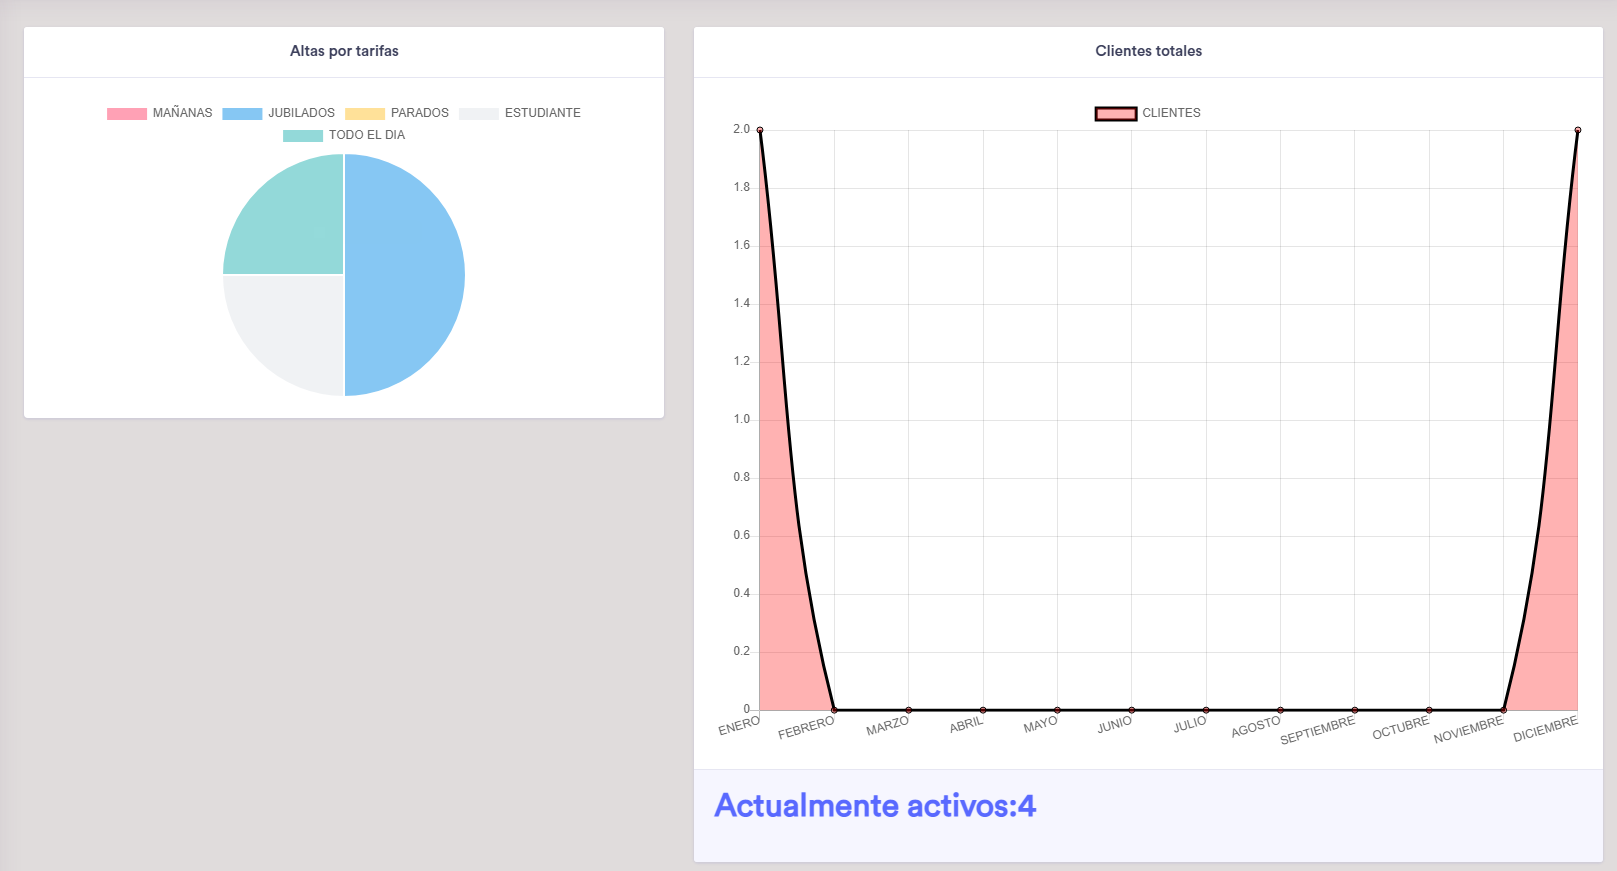 Altas por tarifas
MAÑANAS JUBILADOS PARADOS ESTUDIANTE
TODO EL DIA
Clientes totales
CLIENTES
2.0
1.8
1.6
1.4
1.2
1.0
0.8
0.6
0.4
0.2
0
ENERO FEBRERO MARZO ABRIL MAYO JUNIO JULIO AGOSTO SEPTIEMBRE OCTUBRE NOVIEMBRE DICIEMBRE
Actualmente activos:4